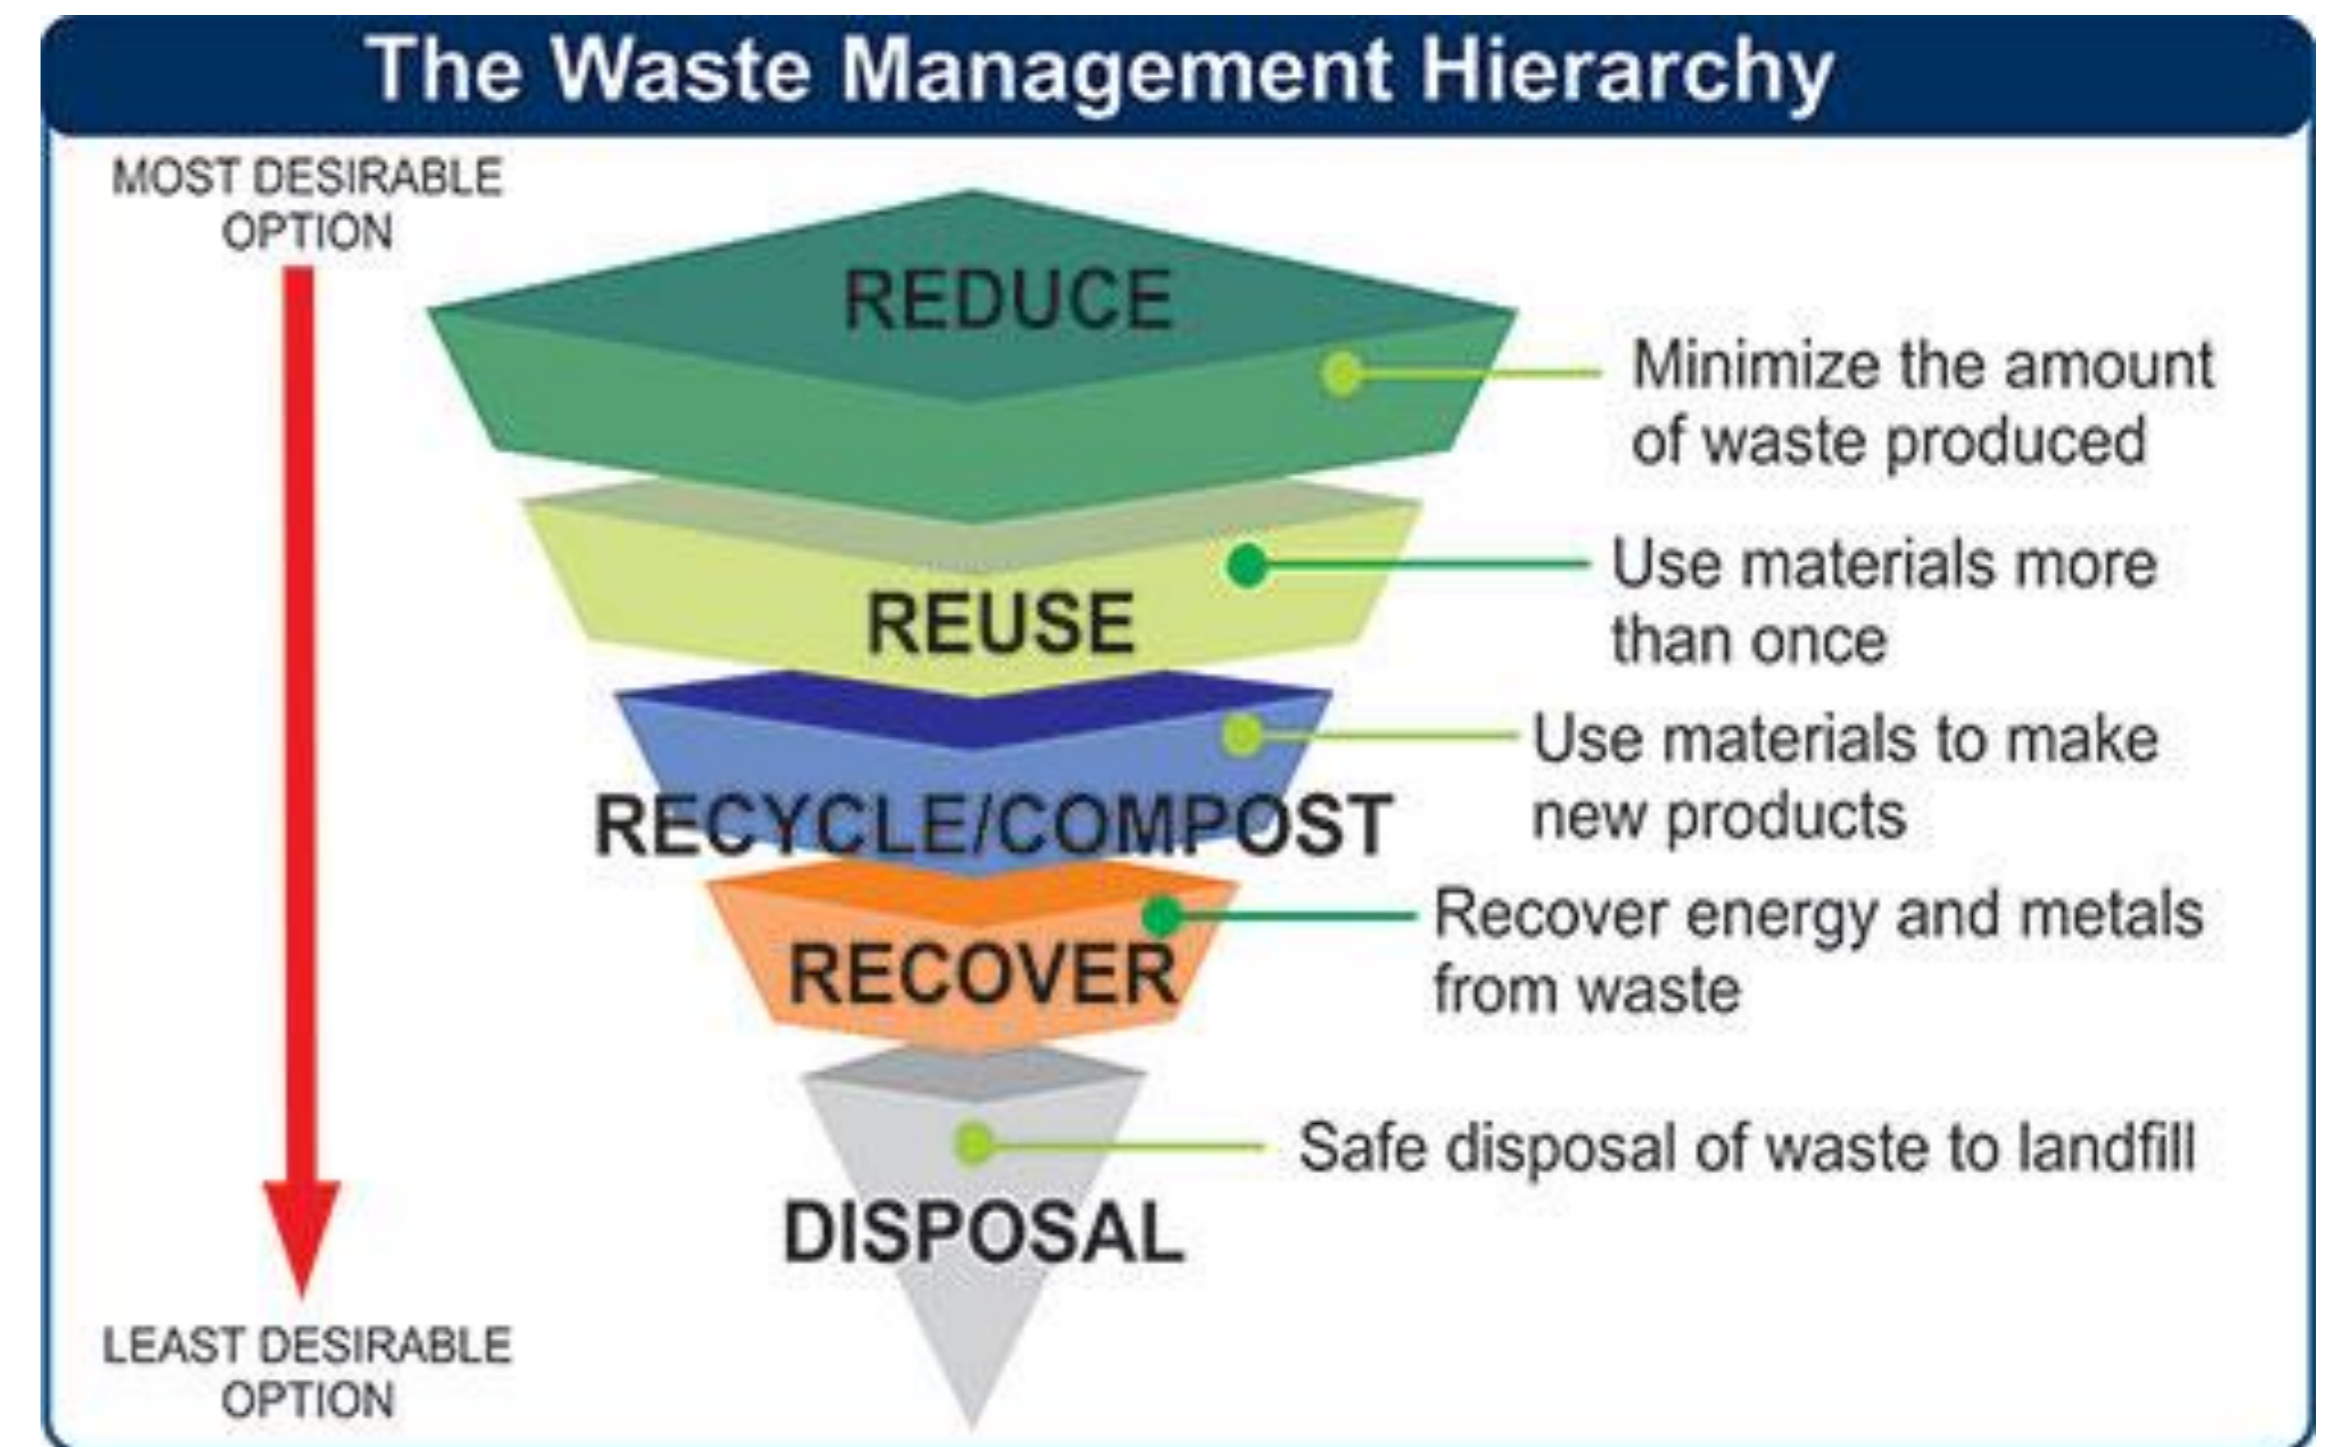 The Waste Management Hierarchy
MOST DESIRABLE
OPTION
REDUCE
Minimize the amount
of waste produced
REUSE
Use materials more
than once
RECYCLE/COMPOST
Use materials to make
new products
RECOVER
Recover energy and metals
from waste
DISPOSAL
Safe disposal of waste to landfill
LEAST DESIRABLE
OPTION